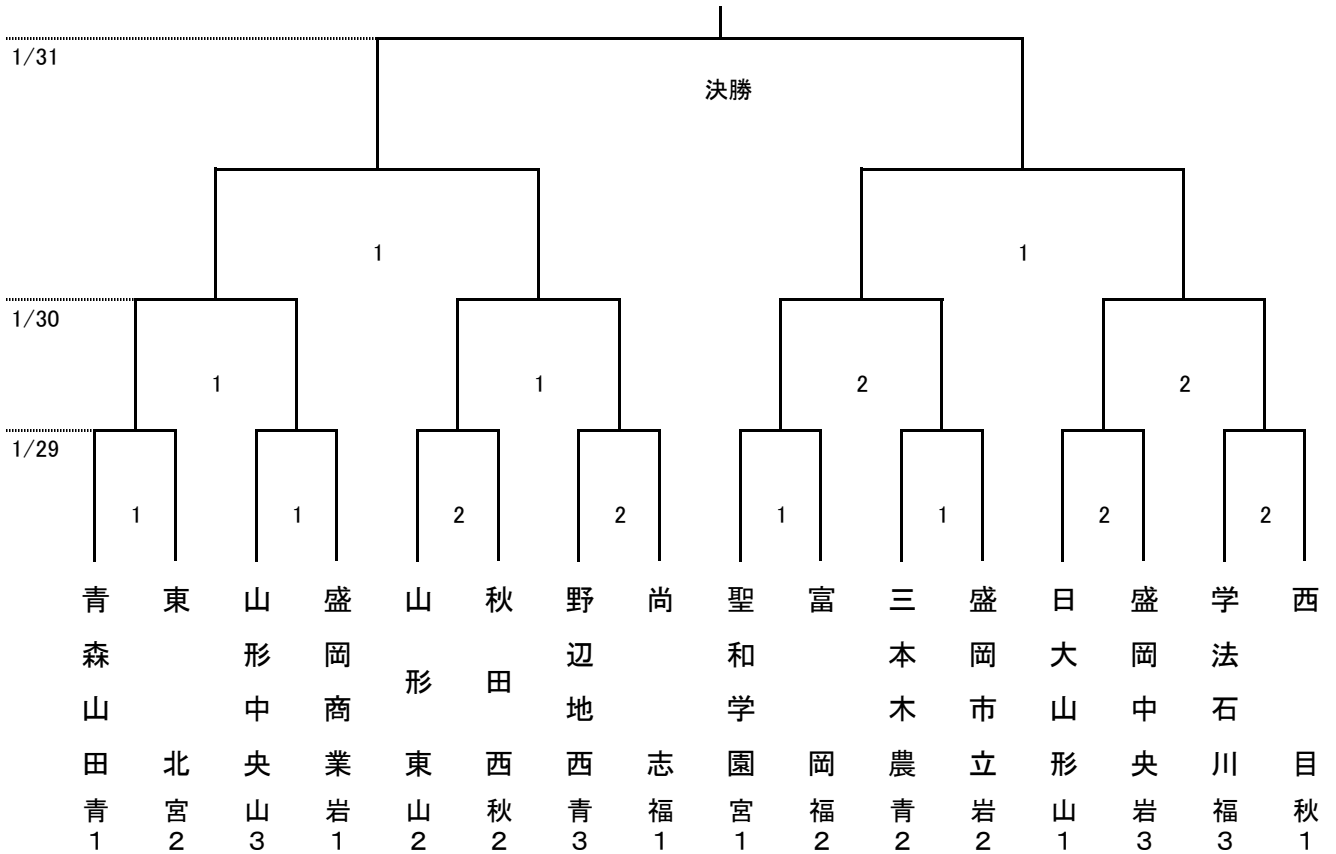 1/31
決勝
1
1
1/30
1
1
2
2
1/29
1
1
2
2
1
1
2
2
青森山田
東北
山形中央
盛岡商業
山形東
秋田西
野辺地西
尚志
聖和学園
富岡
三本木農
盛岡市立
日大山形
盛岡中央
学法石川
西目
青1
宮2
山3
岩1
山2
秋2
青3
福1
宮1
福2
青2
岩2
山1
岩3
福3
秋1